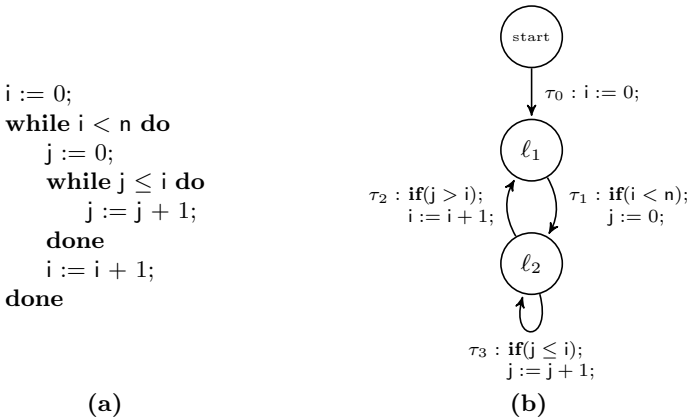 i := 0;
while i < n do
j := 0;
while j ≤ i do
j := j + 1;
done
i := i + 1;
done
(a)
start
τ0 : i := 0;
ℓ1
τ2 : if(j > i);
i := i + 1;
τ1 : if(i < n);
j := 0;
ℓ2
τ3 : if(j ≤ i);
j := j + 1;
(b)